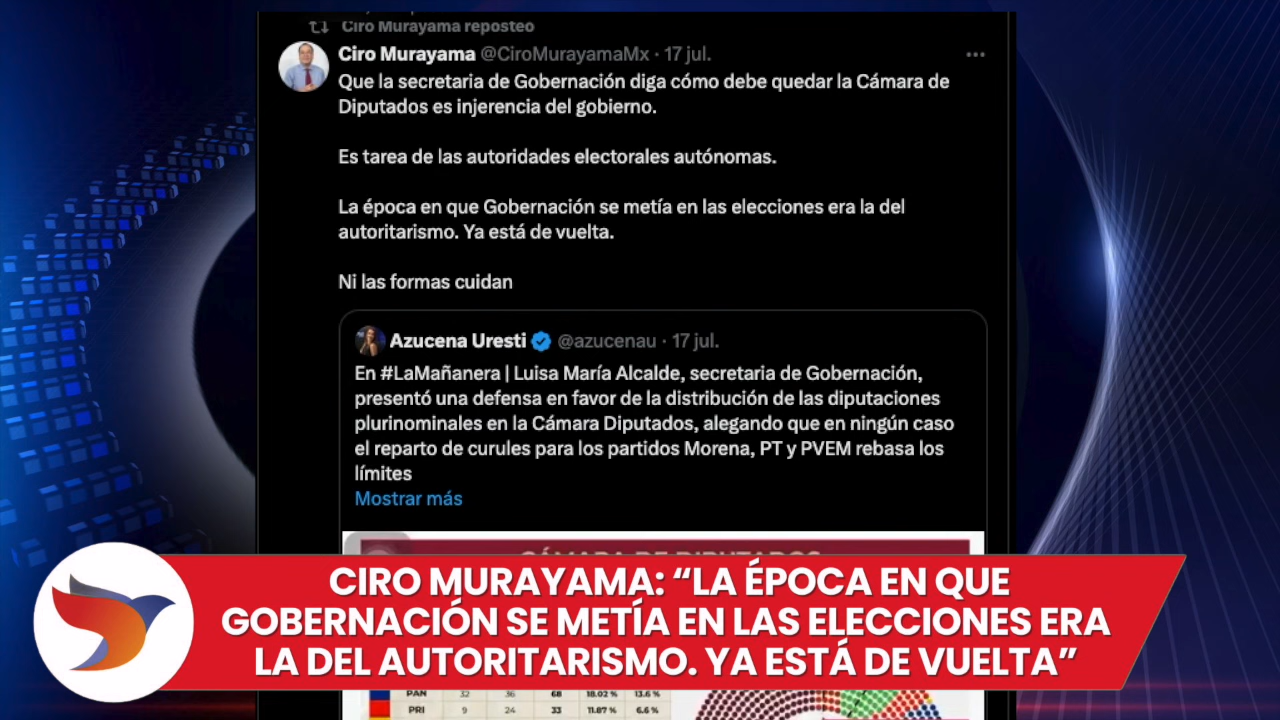 Ciro Murayama reposteó
Ciro Murayama @CiroMurayamaMx · 17 jul.
Que la secretaria de Gobernación diga cómo debe quedar la Cámara de
Diputados es injerencia del gobierno.
Es tarea de las autoridades electorales autónomas.
La época en que Gobernación se metía en las elecciones era la del
autoritarismo. Ya está de vuelta.
Ni las formas cuidan
Azucena Uresti @azucenau · 17 jul.
En #LaMañanera | Luisa María Alcalde, secretaria de Gobernación,
presentó una defensa en favor de la distribución de las diputaciones
plurinominales en la Cámara Diputados, alegando que en ningún caso
el reparto de curules para los partidos Morena, PT y PVEM rebasa los
límites
Mostrar más
CÁMARA DE DIPUTADOS
CIRO MURAYAMA: “LA ÉPOCA EN QUE
GOBERNACIÓN SE METÍA EN LAS ELECCIONES ERA
LA DEL AUTORITARISMO. YA ESTÁ DE VUELTA”
PAN 32 36 68 18.02 % 13.6 %
PRI 9 24 33 11.87 % 6.6 %